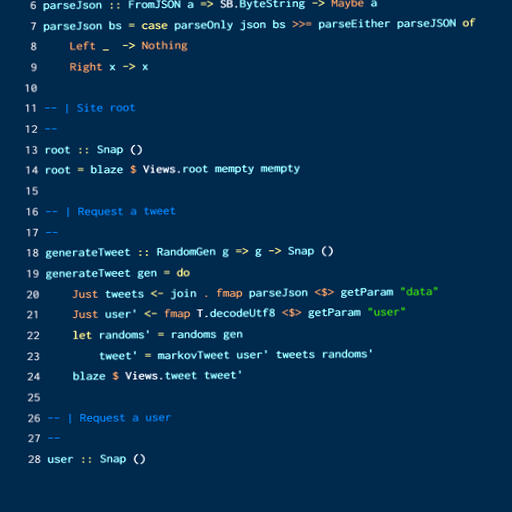 6 parseJson :: FromJSON a => SB.ByteString -> Maybe a
7 parseJson bs = case parseOnly json bs >>= parseEither parseJSON of
8     Left _  -> Nothing
9     Right x -> x
10
11 -- | Site root
12 --
13 root :: Snap ()
14 root = blaze $ Views.root mempty mempty
15
16 -- | Request a tweet
17 --
18 generateTweet :: RandomGen g => g -> Snap ()
19 generateTweet gen = do
20     Just tweets <- join . fmap parseJson <$> getParam "data"
21     Just user' <- fmap T.decodeUtf8 <$> getParam "user"
22     let randoms' = randoms gen
23         tweet' = markovTweet user' tweets randoms'
24     blaze $ Views.tweet tweet'
25
26 -- | Request a user
27 --
28 user :: Snap ()